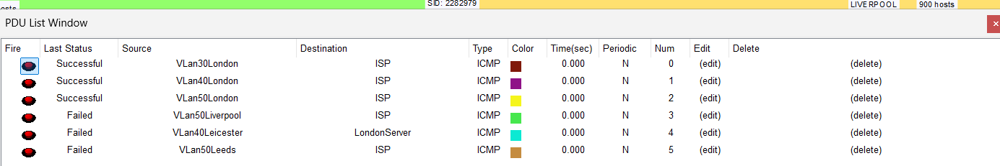 osts SID: 2282979 LIVERPOOL 900 hosts
PDU List Window
Fire Last Status Source Destination Type Color Time(sec) Periodic Num Edit Delete
Successful VLan30London ISP ICMP 0.000 N 0 (edit) (delete)
Successful VLan40London ISP ICMP 0.000 N 1 (edit) (delete)
Successful VLan50London ISP ICMP 0.000 N 2 (edit) (delete)
Failed VLan50Liverpool ISP ICMP 0.000 N 3 (edit) (delete)
Failed VLan40Leicester LondonServer ICMP 0.000 N 4 (edit) (delete)
Failed VLan50Leeds ISP ICMP 0.000 N 5 (edit) (delete)